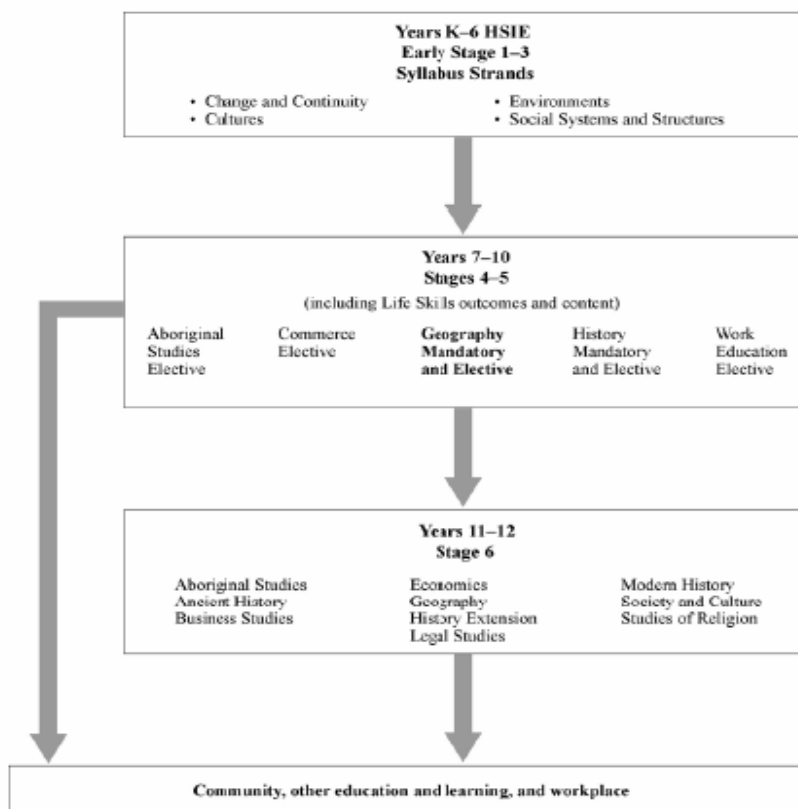 Years K–6 HSIE
Early Stage 1–3
Syllabus Strands
• Change and Continuity
• Cultures
• Environments
• Social Systems and Structures
Years 7–10
Stages 4–5
(including Life Skills outcomes and content)
Aboriginal
Studies
Elective
Commerce
Elective
Geography
Mandatory
and Elective
History
Mandatory
and Elective
Work
Education
Elective
Years 11–12
Stage 6
Aboriginal Studies
Ancient History
Business Studies
Economics
Geography
History Extension
Legal Studies
Modern History
Society and Culture
Studies of Religion
Community, other education and learning, and workplace